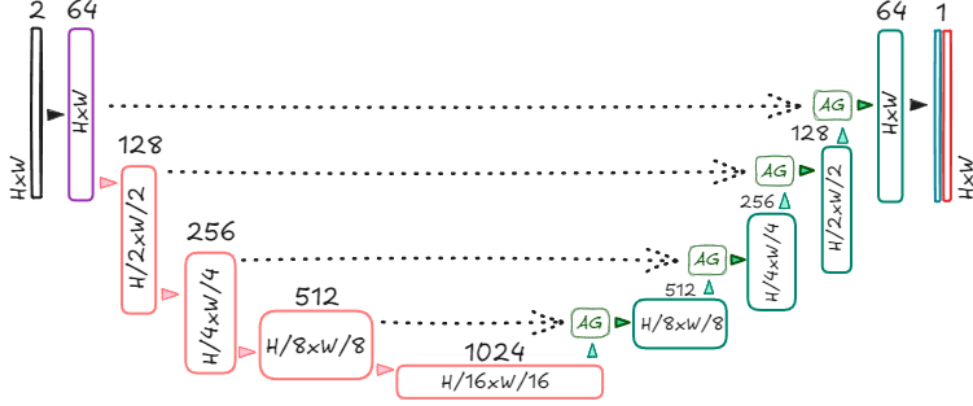 2
64
64
1
HxW
HxW
AG
HxW
HxW
HxW
128
128
H/2xW/2
AG
H/2xW/2
256
256
H/4xW/4
AG
H/4xW/4
512
512
H/8xW/8
AG
H/8xW/8
1024
H/16xW/16